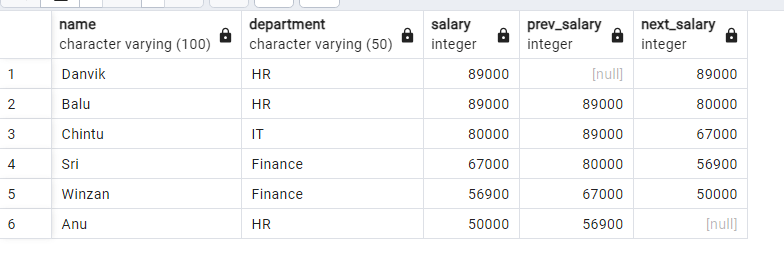 name department salary prev_salary next_salary
character varying (100) character varying (50) integer integer integer
1 Danvik HR 89000 [null] 89000
2 Balu HR 89000 89000 80000
3 Chintu IT 80000 89000 67000
4 Sri Finance 67000 80000 56900
5 Winzan Finance 56900 67000 50000
6 Anu HR 50000 56900 [null]